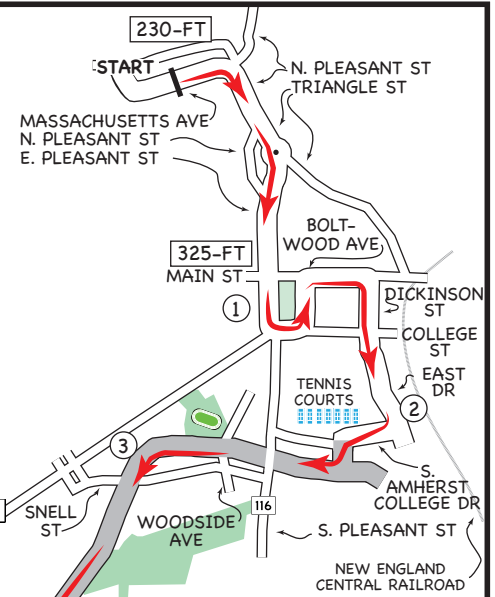 230-FT
START
N. PLEASANT ST
TRIANGLE ST
MASSACHUSETTS AVE
N. PLEASANT ST
E. PLEASANT ST
BOLT-
WOOD AVE
325-FT
MAIN ST
DICKINSON
ST
1
COLLEGE
ST
EAST
DR
TENNIS
COURTS
2
3
S.
AMHERST
COLLEGE DR
SNELL
ST
WOODSIDE
AVE
116
S. PLEASANT ST
NEW ENGLAND
CENTRAL RAILROAD